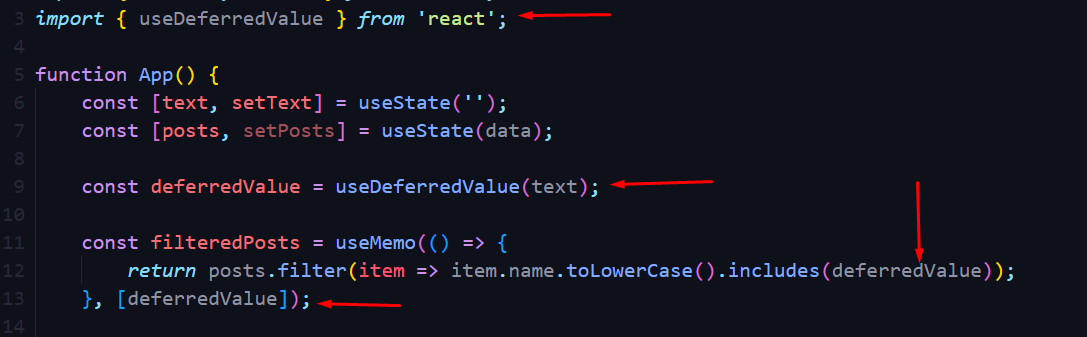 3 import { useDeferredValue } from 'react';
4
5 function App() {
6 const [text, setText] = useState('');
7 const [posts, setPosts] = useState(data);
8
9 const deferredValue = useDeferredValue(text);
10
11 const filteredPosts = useMemo(() => {
12 return posts.filter(item => item.name.toLowerCase().includes(deferredValue));
13 }, [deferredValue]);
14